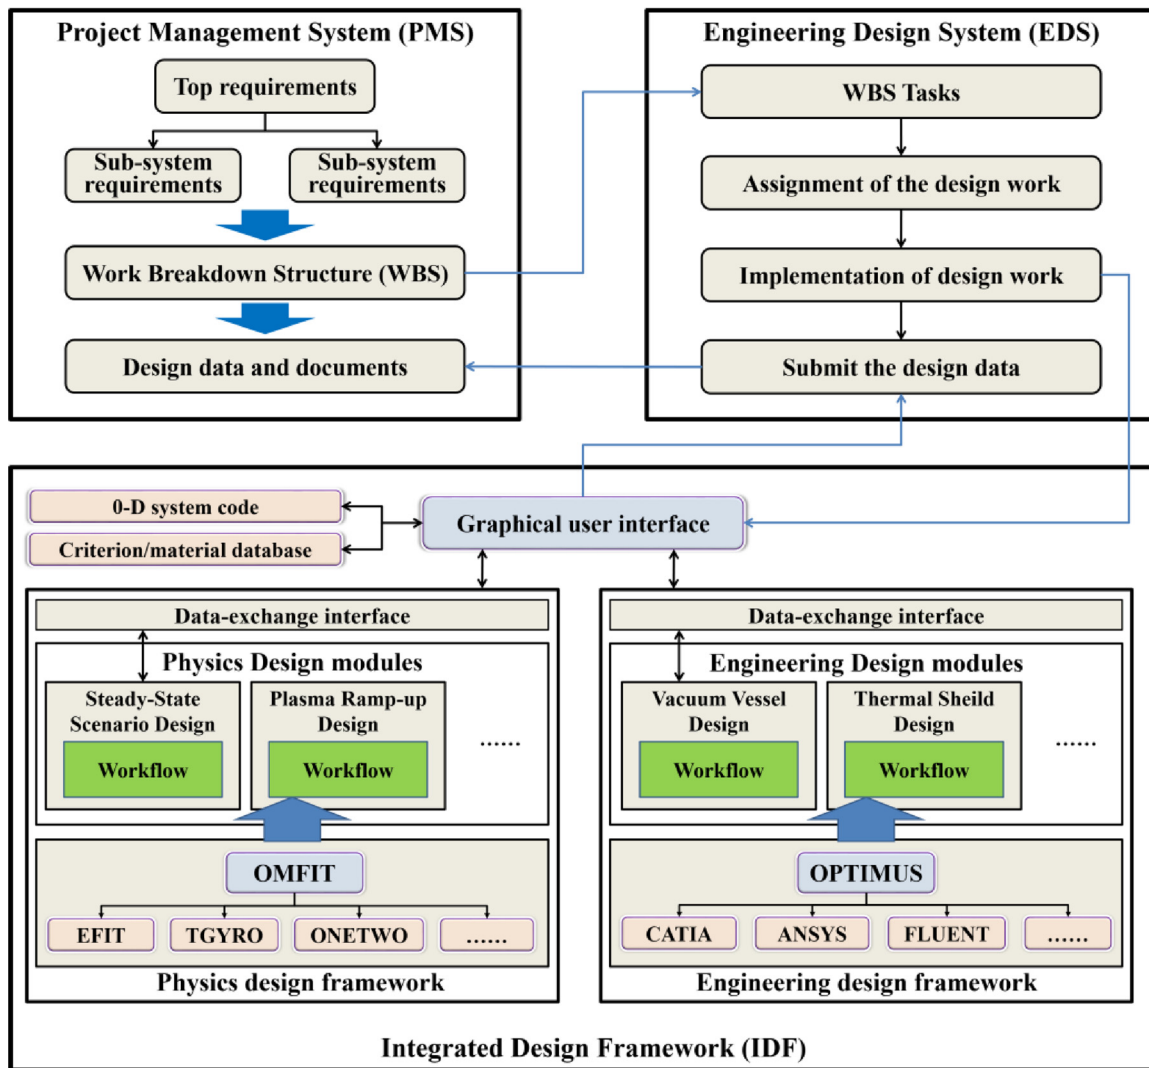 Project Management System (PMS)
Top requirements
Sub-system
requirements
Sub-system
requirements
Work Breakdown Structure (WBS)
Design data and documents
Engineering Design System (EDS)
WBS Tasks
Assignment of the design work
Implementation of design work
Submit the design data
0-D system code
Criterion/material database
Graphical user interface
Data-exchange interface
Physics Design modules
Steady-State
Scenario Design
Workflow
Plasma Ramp-up
Design
Workflow
......
OMFIT
EFIT
TGYRO
ONETWO
......
Physics design framework
Data-exchange interface
Engineering Design modules
Vacuum Vessel
Design
Workflow
Thermal Sheild
Design
Workflow
......
OPTIMUS
CATIA
ANSYS
FLUENT
......
Engineering design framework
Integrated Design Framework (IDF)